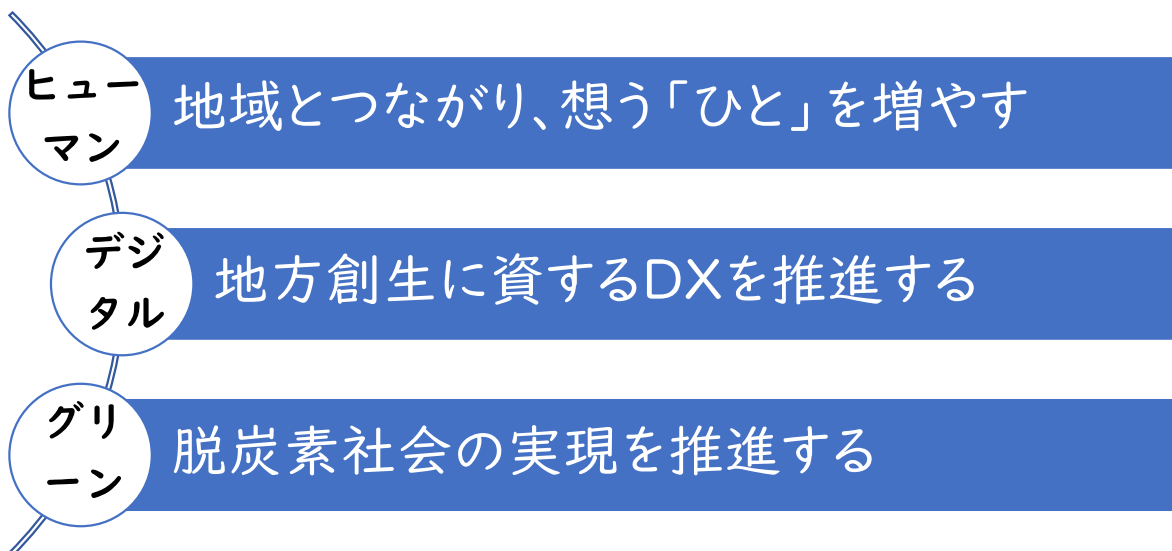 ヒュー
マン
地域とつながり、想う「ひと」を増やす
デジ
タル
地方創生に資するDXを推進する
グリ
ーン
脱炭素社会の実現を推進する